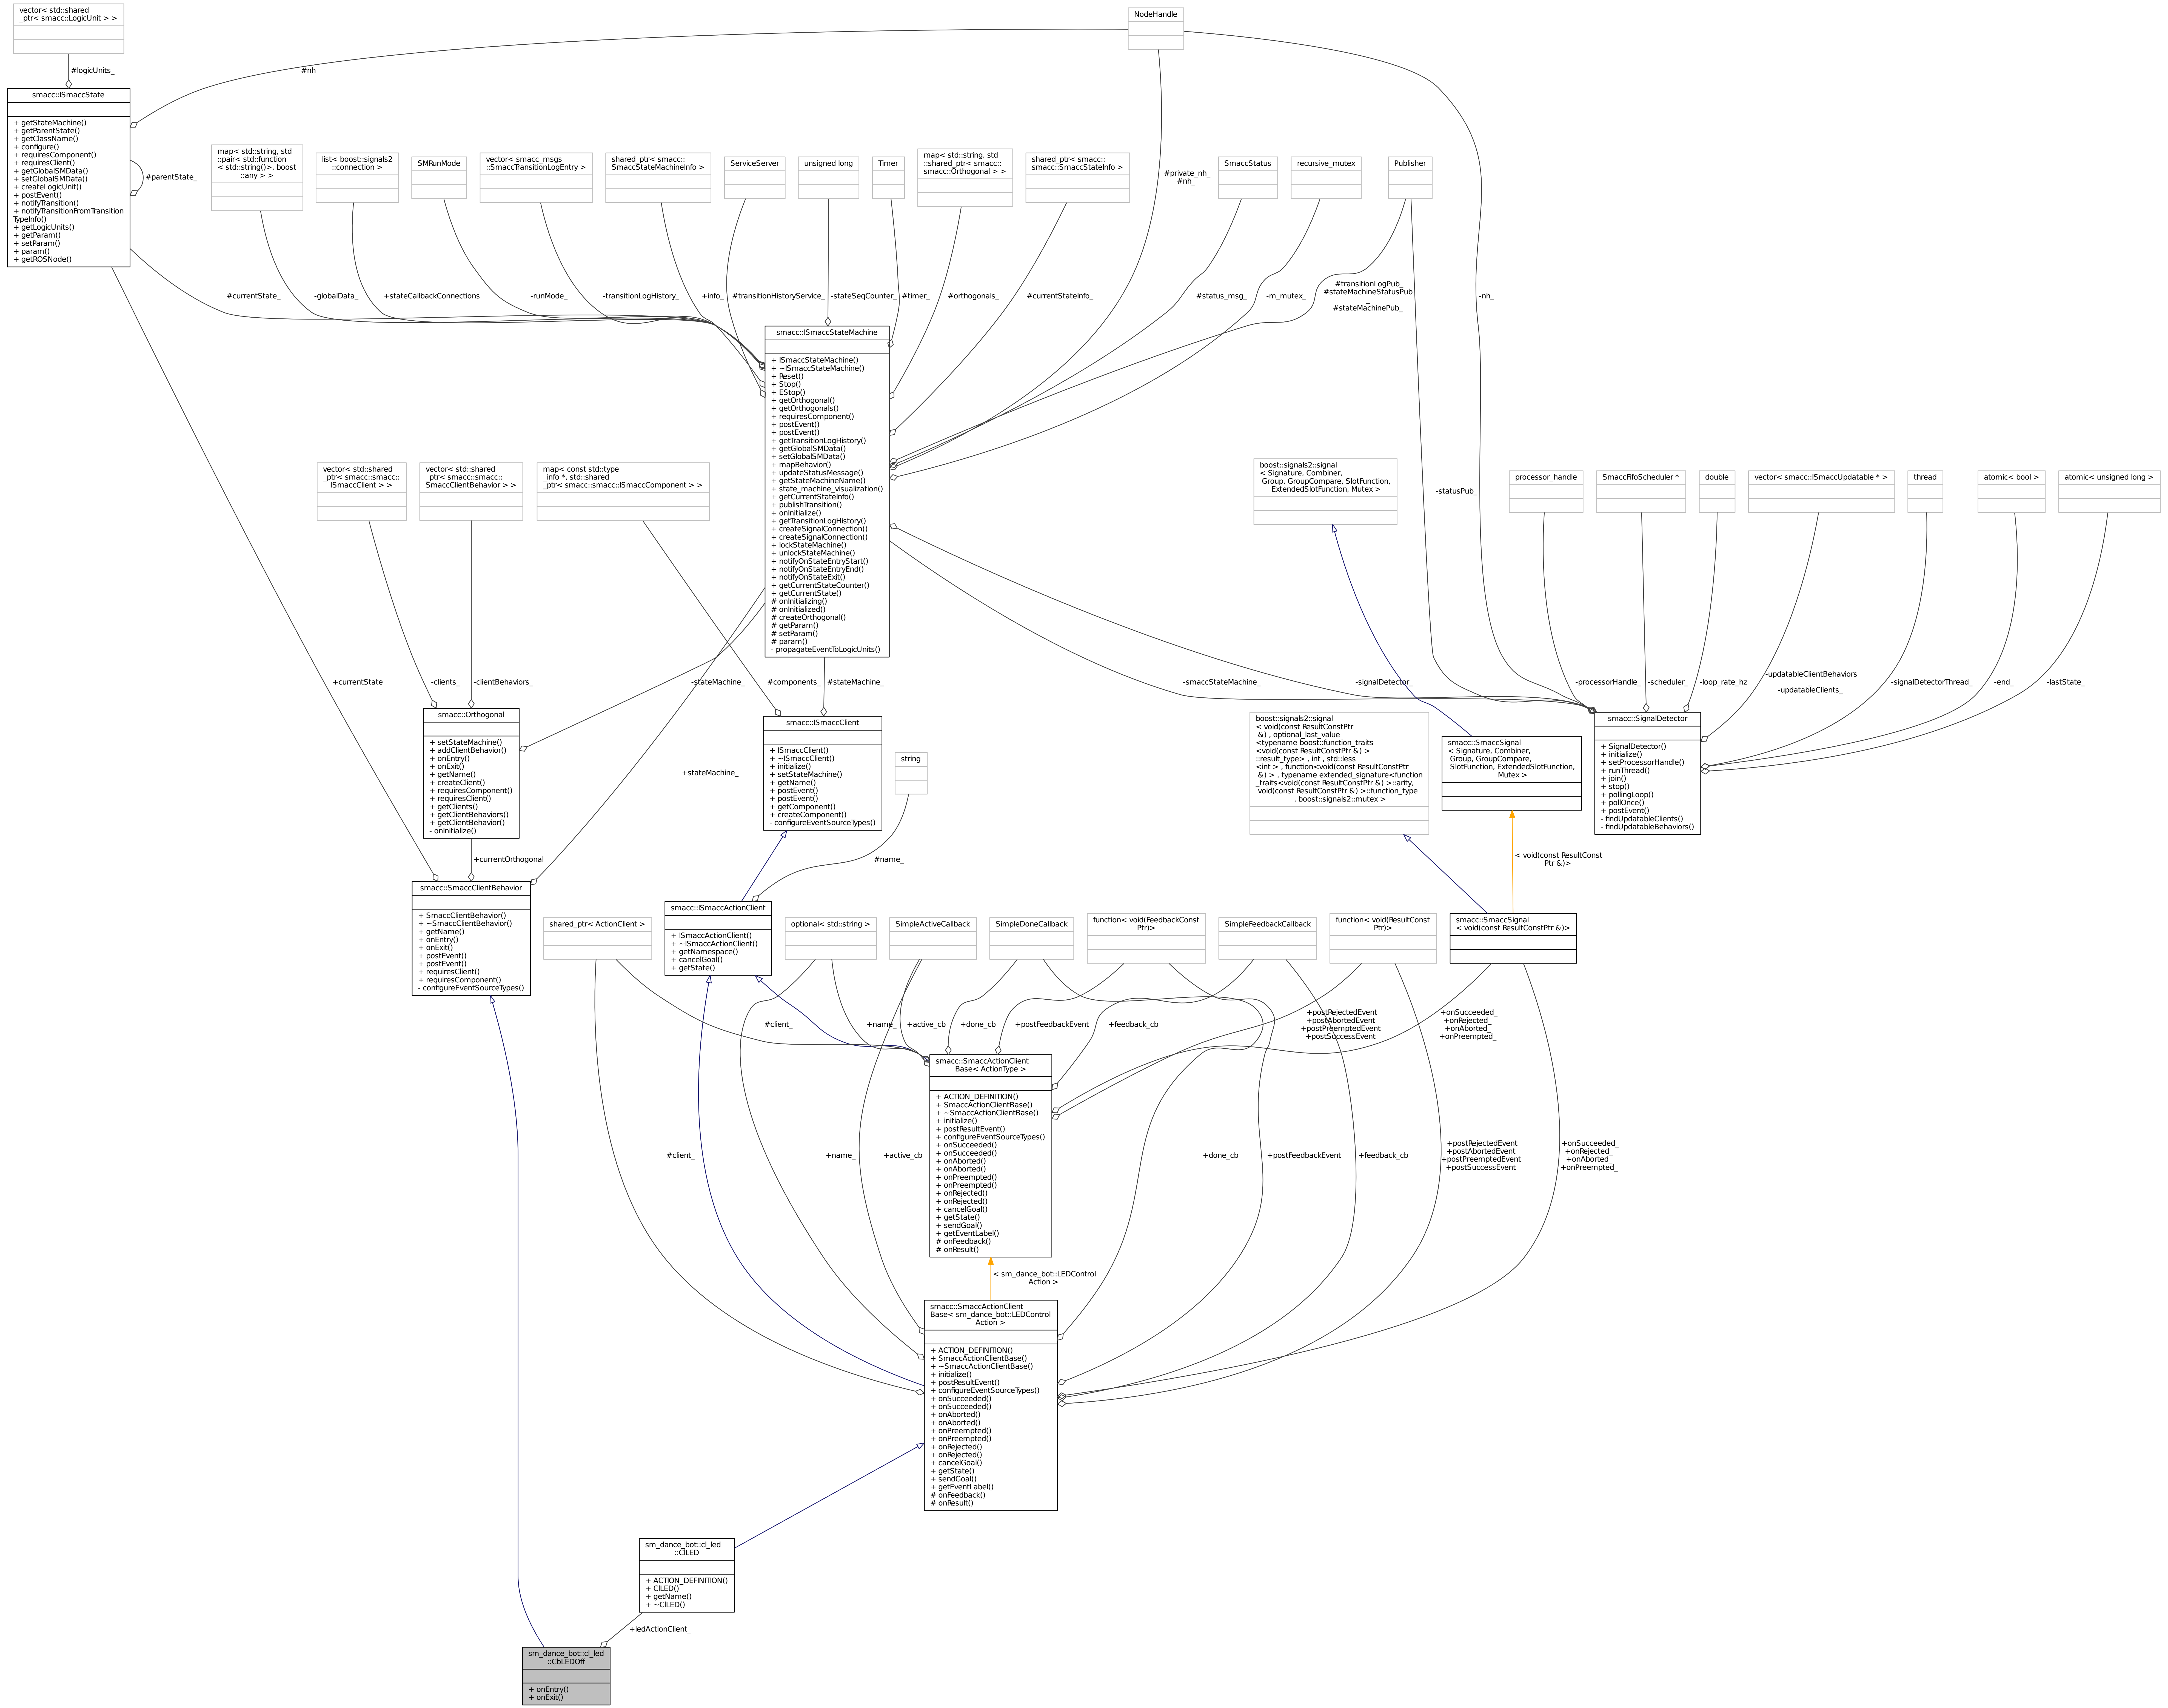 vector< std::shared
_ptr< smacc::LogicUnit > >
NodeHandle
#logicUnits_
#nh
smacc::ISmaccState
+ getStateMachine()
+ getParentState()
+ getClassName()
+ configure()
+ requiresComponent()
+ requiresClient()
+ getGlobalSMData()
+ setGlobalSMData()
+ createLogicUnit()
+ postEvent()
+ notifyTransition()
+ notifyTransitionFromTransition
TypeInfo()
+ getLogicUnits()
+ getParam()
+ setParam()
+ param()
+ getROSNode()
#parentState_
map< std::string, std
::pair< std::function
< std::string()>, boost
::any > >
list< boost::signals2
::connection >
SMRunMode
vector< smacc_msgs
::SmaccTransitionLogEntry >
shared_ptr< smacc::
SmaccStateMachineInfo >
ServiceServer
unsigned long
Timer
map< std::string, std
::shared_ptr< smacc::
smacc::Orthogonal > >
shared_ptr< smacc::
smacc::SmaccStateInfo >
#private_nh_
#nh_
SmaccStatus
recursive_mutex
Publisher
#currentState_
-globalData_
+stateCallbackConnections
-runMode_
-transitionLogHistory_
+info_
#transitionHistoryService_
-stateSeqCounter_
#timer_
#orthogonals_
#currentStateInfo_
#status_msg_
-m_mutex_
#transitionLogPub_
#stateMachineStatusPub
_
#stateMachinePub_
-nh_
smacc::ISmaccStateMachine
+ ISmaccStateMachine()
+ ~ISmaccStateMachine()
+ Reset()
+ Stop()
+ EStop()
+ getOrthogonal()
+ getOrthogonals()
+ requiresComponent()
+ postEvent()
+ postEvent()
+ getTransitionLogHistory()
+ getGlobalSMData()
+ setGlobalSMData()
+ mapBehavior()
+ updateStatusMessage()
+ getStateMachineName()
+ state_machine_visualization()
+ getCurrentStateInfo()
+ publishTransition()
+ onInitialize()
+ getTransitionLogHistory()
+ createSignalConnection()
+ createSignalConnection()
+ lockStateMachine()
+ unlockStateMachine()
+ notifyOnStateEntryStart()
+ notifyOnStateEntryEnd()
+ notifyOnStateExit()
+ getCurrentStateCounter()
+ getCurrentState()
# onInitializing()
# onInitialized()
# createOrthogonal()
# getParam()
# setParam()
# param()
- propagateEventToLogicUnits()
vector< std::shared
_ptr< smacc::smacc::
ISmaccClient > >
vector< std::shared
_ptr< smacc::smacc::
SmaccClientBehavior > >
map< const std::type
_info *, std::shared
_ptr< smacc::smacc::ISmaccComponent > >
boost::signals2::signal
< Signature, Combiner,
Group, GroupCompare, SlotFunction,
ExtendedSlotFunction, Mutex >
-statusPub_
processor_handle
SmaccFifoScheduler *
double
vector< smacc::ISmaccUpdatable * >
thread
atomic< bool >
atomic< unsigned long >
+currentState
-clients_
-clientBehaviors_
-stateMachine_
#components_
#stateMachine_
-smaccStateMachine_
-signalDetector_
-processorHandle_
-scheduler_
-loop_rate_hz
-updatableClientBehaviors
_
-updatableClients_
-signalDetectorThread_
-end_
-lastState_
smacc::Orthogonal
+ setStateMachine()
+ addClientBehavior()
+ onEntry()
+ onExit()
+ getName()
+ createClient()
+ requiresComponent()
+ requiresClient()
+ getClients()
+ getClientBehaviors()
+ getClientBehavior()
- onInitialize()
+stateMachine_
smacc::ISmaccClient
+ ISmaccClient()
+ ~ISmaccClient()
+ initialize()
+ setStateMachine()
+ getName()
+ postEvent()
+ postEvent()
+ getComponent()
+ createComponent()
- configureEventSourceTypes()
string
boost::signals2::signal
< void(const ResultConstPtr
&) , optional_last_value
<typename boost::function_traits
<void(const ResultConstPtr &) >
::result_type> , int , std::less
<int > , function<void(const ResultConstPtr
&) > , typename extended_signature<function
_traits<void(const ResultConstPtr &) >::arity,
void(const ResultConstPtr &) >::function_type
, boost::signals2::mutex >
smacc::SmaccSignal
< Signature, Combiner,
Group, GroupCompare,
SlotFunction, ExtendedSlotFunction,
Mutex >
smacc::SignalDetector
+ SignalDetector()
+ initialize()
+ setProcessorHandle()
+ runThread()
+ join()
+ stop()
+ pollingLoop()
+ pollOnce()
+ postEvent()
- findUpdatableClients()
- findUpdatableBehaviors()
+currentOrthogonal
#name_
< void(const ResultConst
Ptr &)>
smacc::SmaccClientBehavior
+ SmaccClientBehavior()
+ ~SmaccClientBehavior()
+ getName()
+ onEntry()
+ onExit()
+ postEvent()
+ postEvent()
+ requiresClient()
+ requiresComponent()
- configureEventSourceTypes()
shared_ptr< ActionClient >
smacc::ISmaccActionClient
+ ISmaccActionClient()
+ ~ISmaccActionClient()
+ getNamespace()
+ cancelGoal()
+ getState()
optional< std::string >
SimpleActiveCallback
SimpleDoneCallback
function< void(FeedbackConst
Ptr)>
SimpleFeedbackCallback
function< void(ResultConst
Ptr)>
smacc::SmaccSignal
< void(const ResultConstPtr &)>
#client_
+name_
+active_cb
+done_cb
+postFeedbackEvent
+feedback_cb
+postRejectedEvent
+postAbortedEvent
+postPreemptedEvent
+postSuccessEvent
+onSucceeded_
+onRejected_
+onAborted_
+onPreempted_
smacc::SmaccActionClient
Base< ActionType >
+ ACTION_DEFINITION()
+ SmaccActionClientBase()
+ ~SmaccActionClientBase()
+ initialize()
+ postResultEvent()
+ configureEventSourceTypes()
+ onSucceeded()
+ onSucceeded()
+ onAborted()
+ onAborted()
+ onPreempted()
+ onPreempted()
+ onRejected()
+ onRejected()
+ cancelGoal()
+ getState()
+ sendGoal()
+ getEventLabel()
# onFeedback()
# onResult()
#client_
+name_
+active_cb
+done_cb
+postFeedbackEvent
+feedback_cb
+postRejectedEvent
+postAbortedEvent
+postPreemptedEvent
+postSuccessEvent
+onSucceeded_
+onRejected_
+onAborted_
+onPreempted_
< sm_dance_bot::LEDControl
Action >
smacc::SmaccActionClient
Base< sm_dance_bot::LEDControl
Action >
+ ACTION_DEFINITION()
+ SmaccActionClientBase()
+ ~SmaccActionClientBase()
+ initialize()
+ postResultEvent()
+ configureEventSourceTypes()
+ onSucceeded()
+ onSucceeded()
+ onAborted()
+ onAborted()
+ onPreempted()
+ onPreempted()
+ onRejected()
+ onRejected()
+ cancelGoal()
+ getState()
+ sendGoal()
+ getEventLabel()
# onFeedback()
# onResult()
sm_dance_bot::cl_led
::ClLED
+ ACTION_DEFINITION()
+ ClLED()
+ getName()
+ ~ClLED()
+ledActionClient_
sm_dance_bot::cl_led
::CbLEDOff
+ onEntry()
+ onExit()